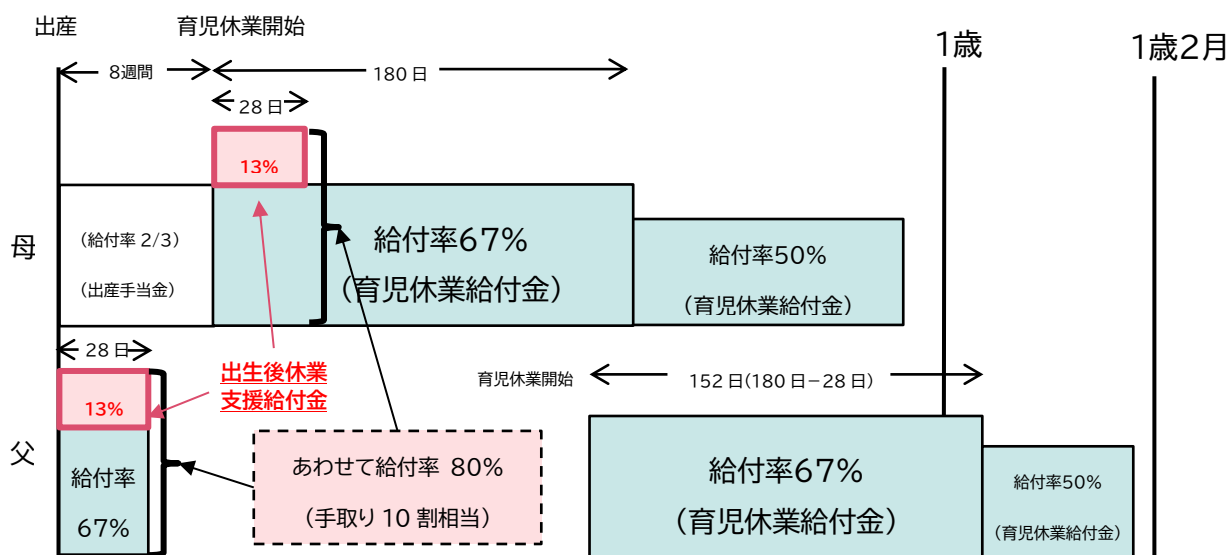 出産
育児休業開始
1歳
1歳2月
8週間
180日
28日
13%
母
(給付率 2/3)
(出産手当金)
給付率67%
(育児休業給付金)
給付率50%
(育児休業給付金)
28日
出生後休業
支援給付金
育児休業開始
152日(180日−28日)
13%
父
給付率
67%
あわせて給付率 80%
(手取り10割相当)
給付率67%
(育児休業給付金)
給付率50%
(育児休業給付金)